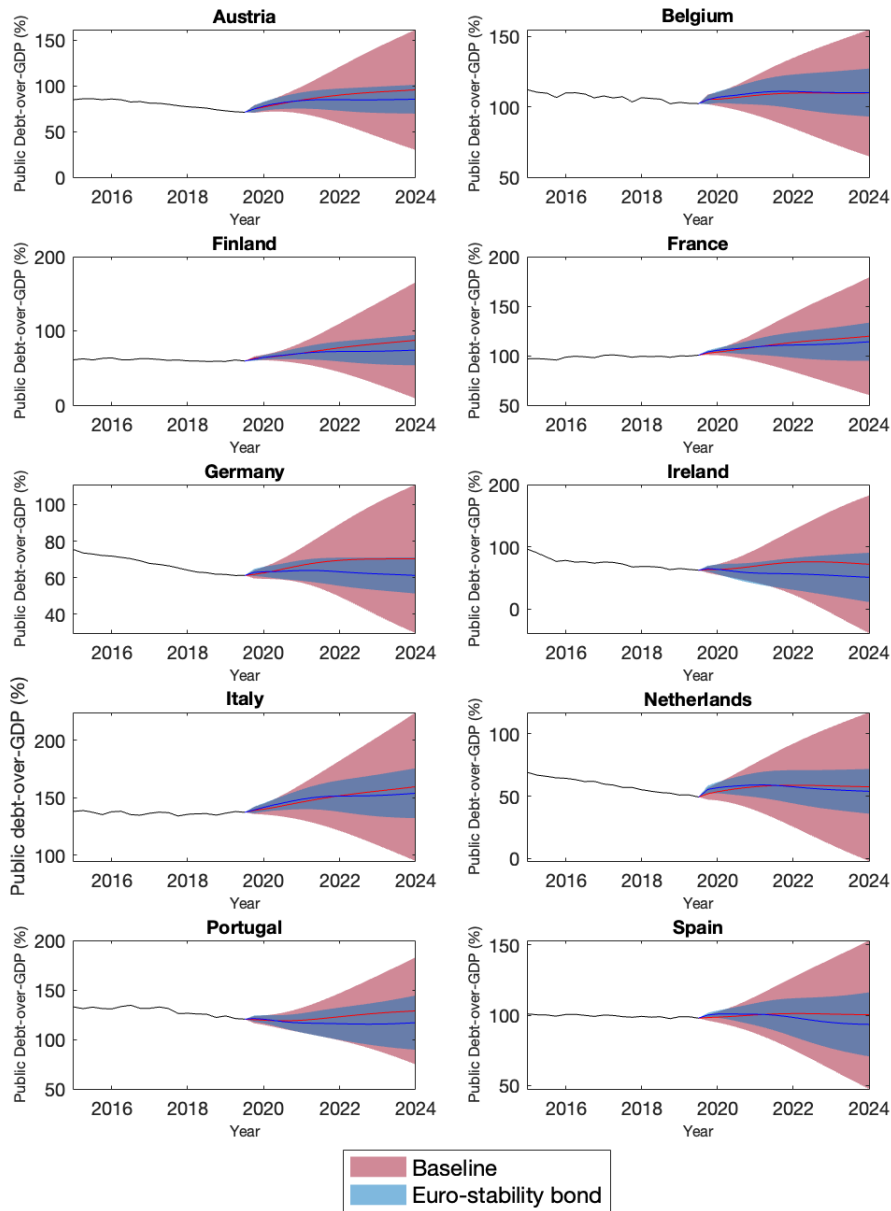 Austria
Public Debt-over-GDP (%)
150
100
50
0
2016 2018 2020 2022 2024
Year
Belgium
Public Debt-over-GDP (%)
150
100
50
2016 2018 2020 2022 2024
Year
Finland
Public Debt-over-GDP (%)
200
100
0
2016 2018 2020 2022 2024
Year
France
Public Debt-over-GDP (%)
200
150
100
50
2016 2018 2020 2022 2024
Year
Germany
Public Debt-over-GDP (%)
100
80
60
40
2016 2018 2020 2022 2024
Year
Ireland
Public Debt-over-GDP (%)
200
100
0
2016 2018 2020 2022 2024
Year
Italy
Public debt-over-GDP (%)
200
150
100
2016 2018 2020 2022 2024
Year
Netherlands
Public Debt-over-GDP (%)
100
50
0
2016 2018 2020 2022 2024
Year
Portugal
Public Debt-over-GDP (%)
200
150
100
50
2016 2018 2020 2022 2024
Year
Spain
Public Debt-over-GDP (%)
150
100
50
2016 2018 2020 2022 2024
Year
Baseline
Euro-stability bond